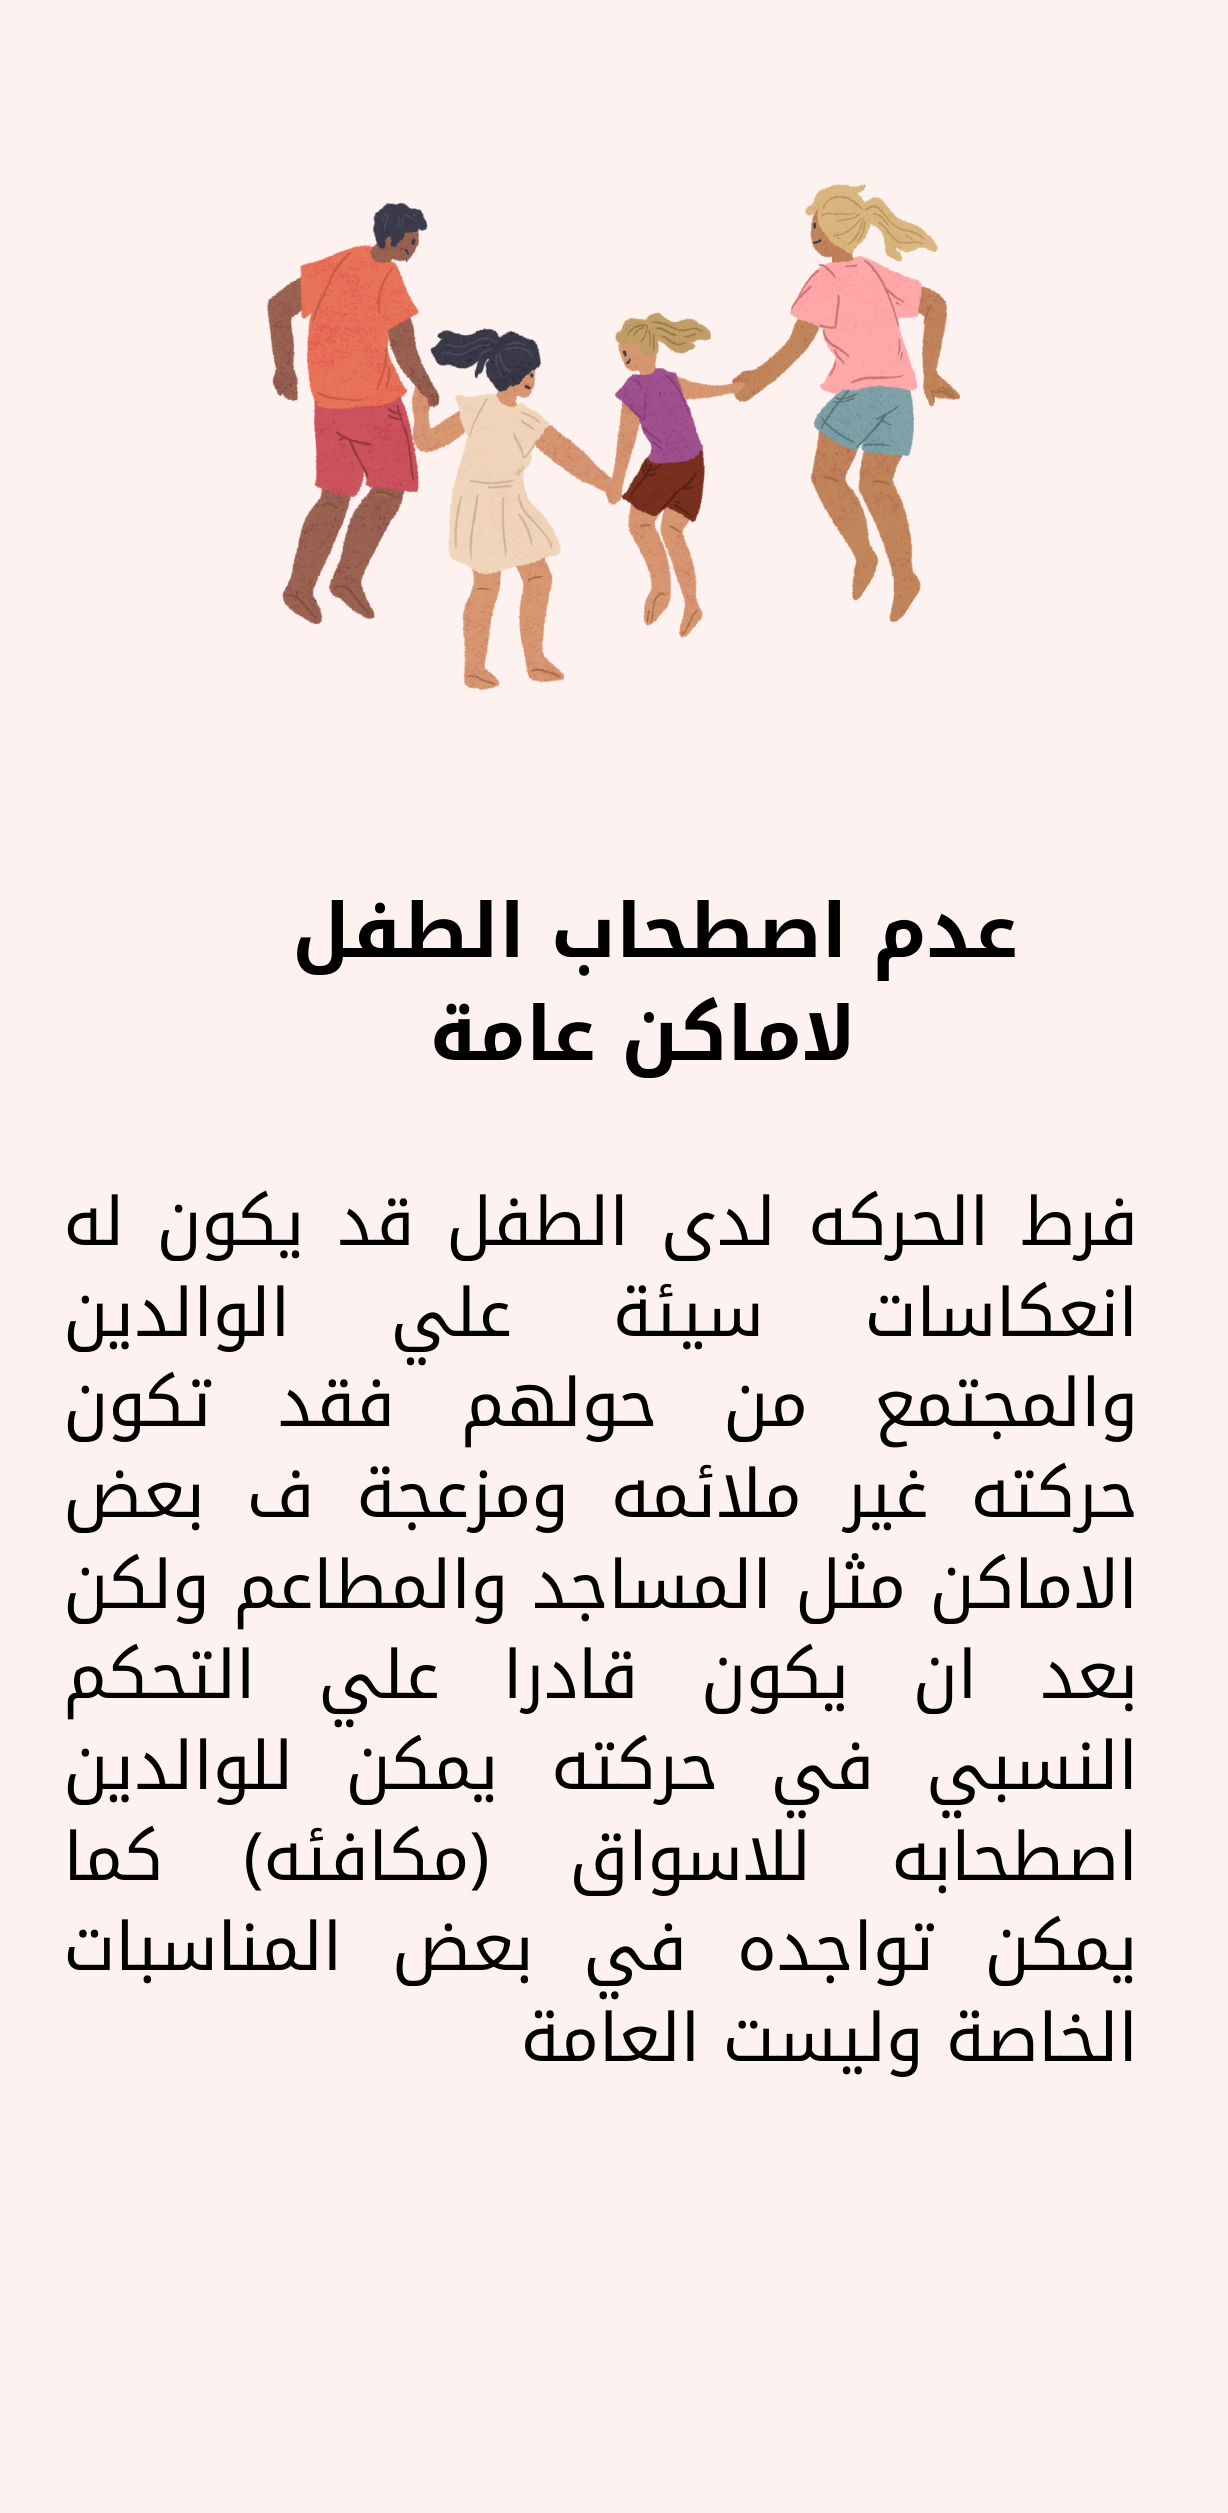 عدم اصطحاب الطفل
لاماكن عامة
فرط الحركه لدى الطفل قد يكون له
انعكاسات سيئة علي الوالدين
والمجتمع من حولهم فقد تكون
حركته غير ملائمه ومزعجة ف بعض
الاماكن مثل المساجد والمطاعم ولكن
بعد ان يكون قادرا علي التحكم
النسبي في حركته يمكن للوالدين
اصطحابه للاسواق (مكافئه) كما
يمكن تواجده في بعض المناسبات
الخاصة وليست العامة